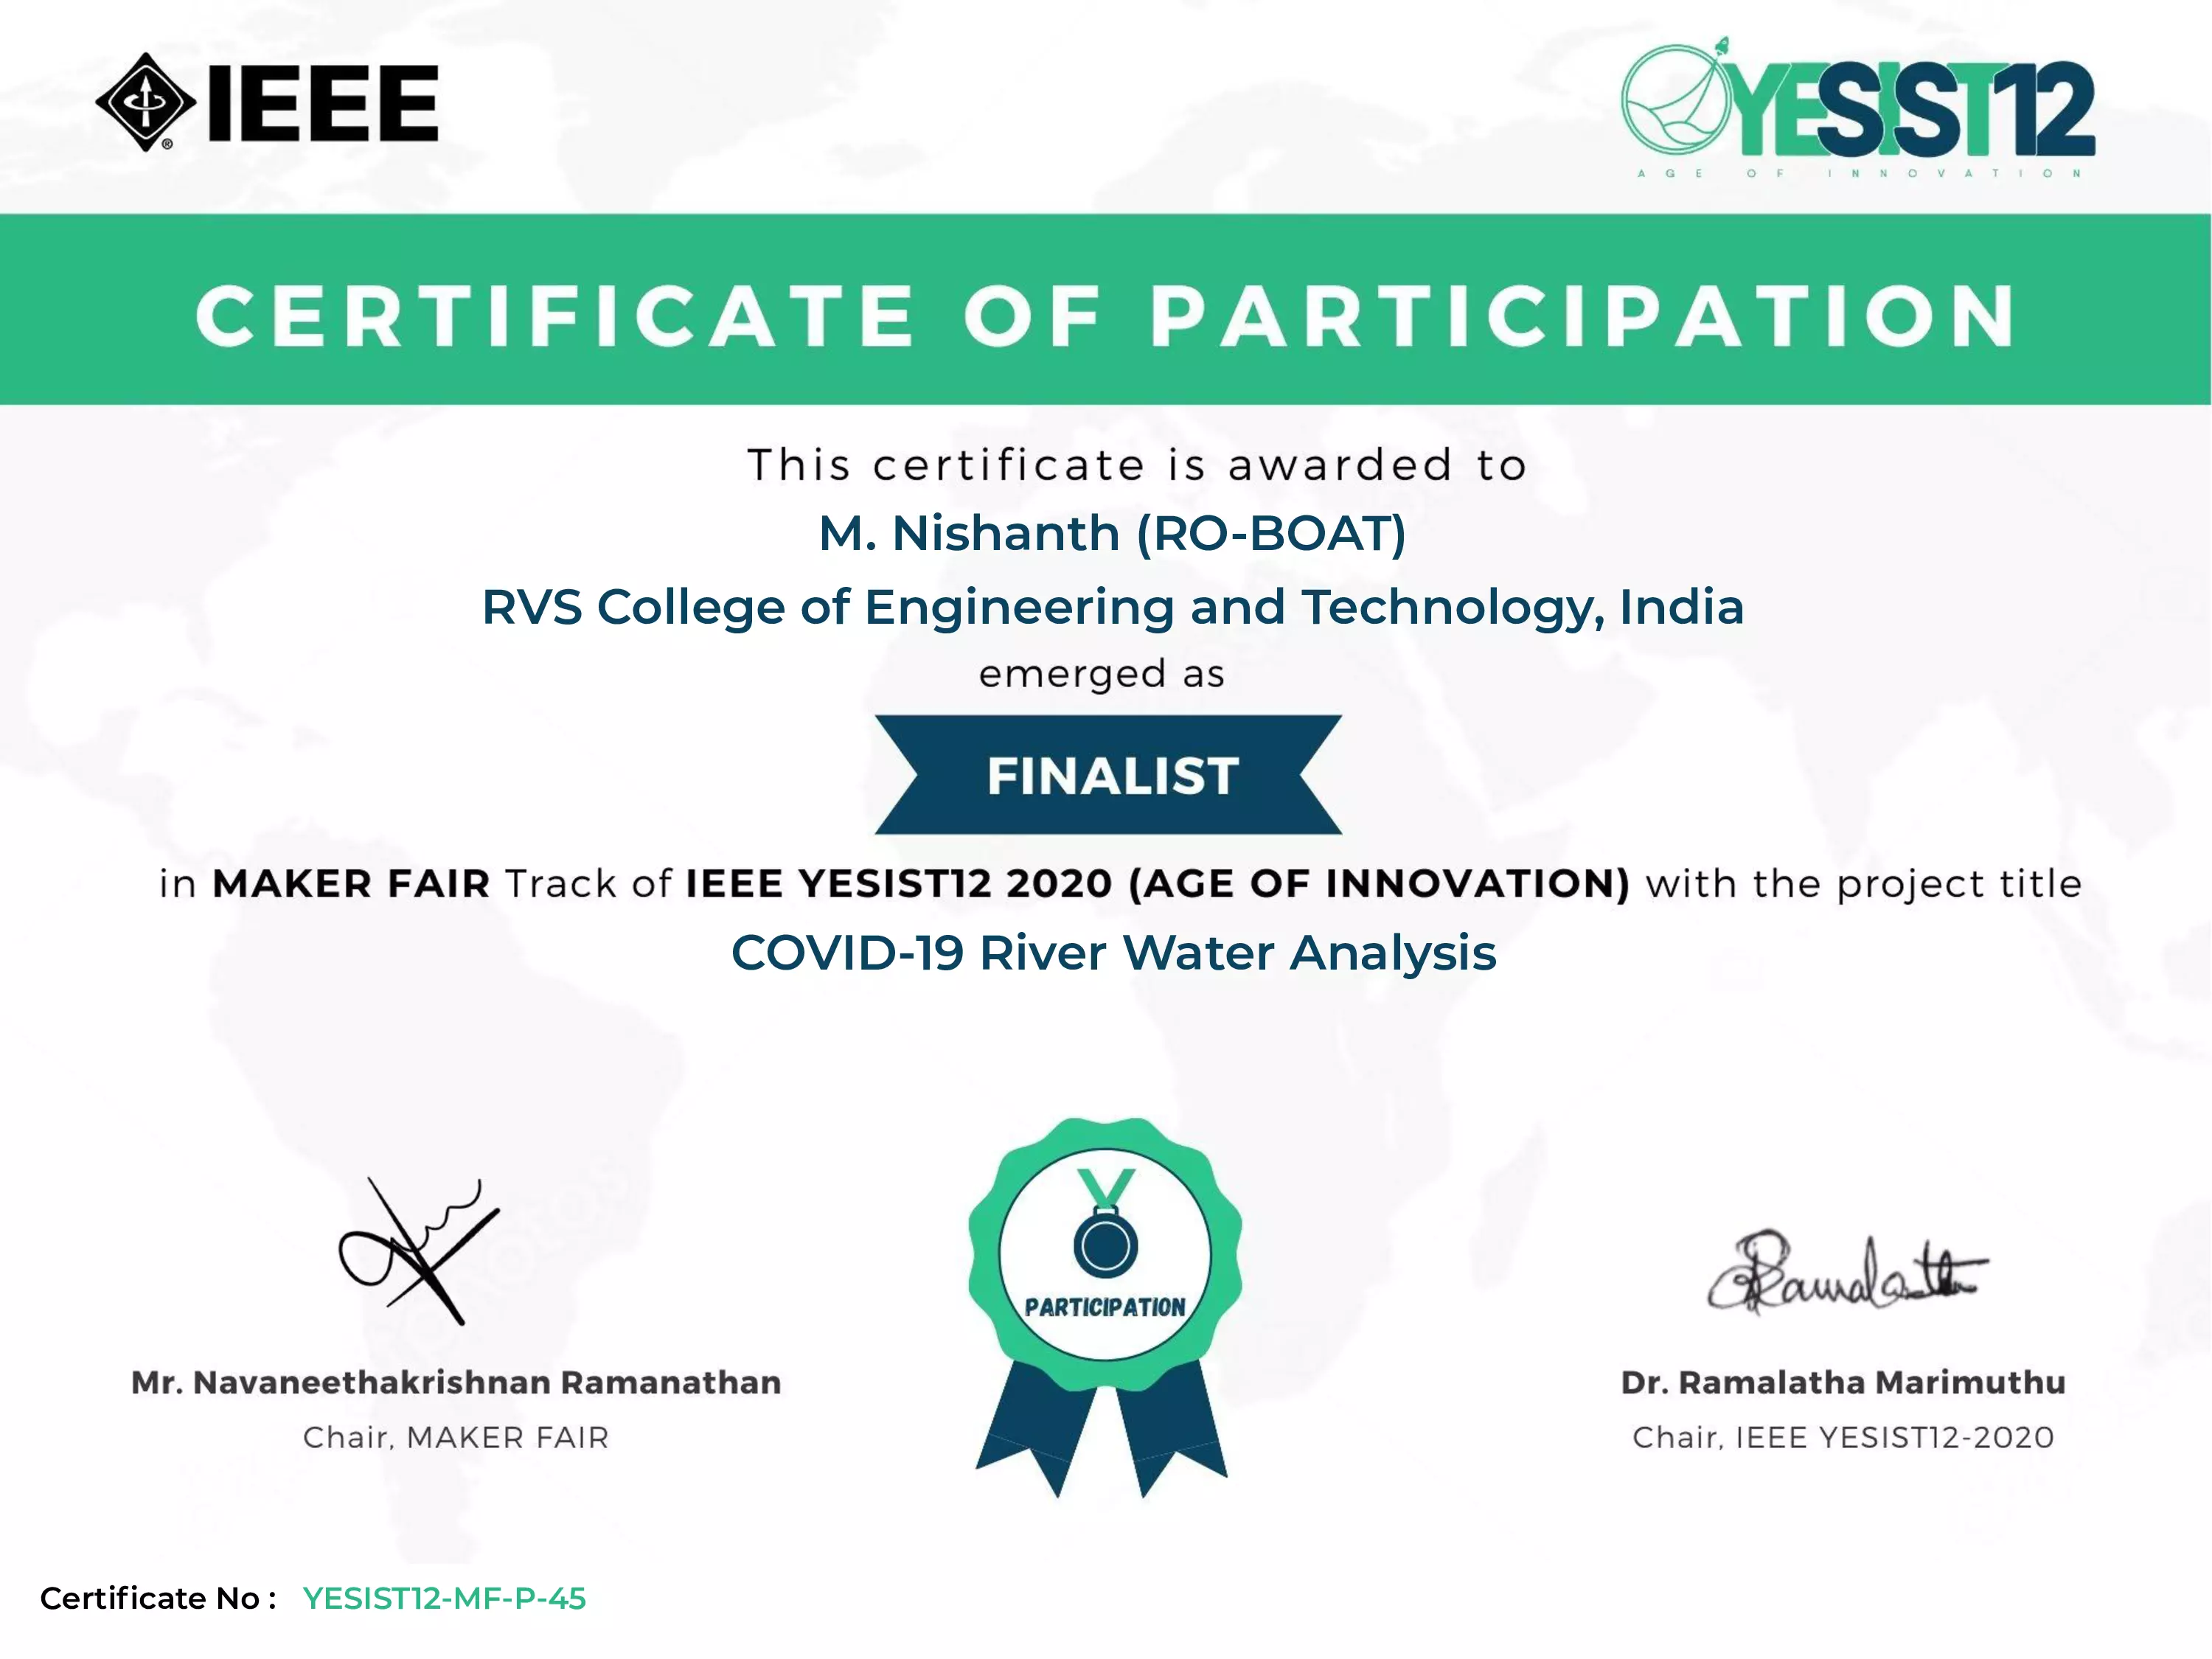 IEEE
YESIST12
AGE OF INNOVATION
CERTIFICATE OF PARTICIPATION
This certificate is awarded to
M. Nishanth (RO-BOAT)
RVS College of Engineering and Technology, India
emerged as
FINALIST
in MAKER FAIR Track of IEEE YESIST12 2020 (AGE OF INNOVATION) with the project title
COVID-19 River Water Analysis
PARTICIPATION
Ramalatha
Mr. Navaneethakrishnan Ramanathan
Chair, MAKER FAIR
Dr. Ramalatha Marimuthu
Chair, IEEE YESIST12-2020
Certificate No : YESIST12-MF-P-45